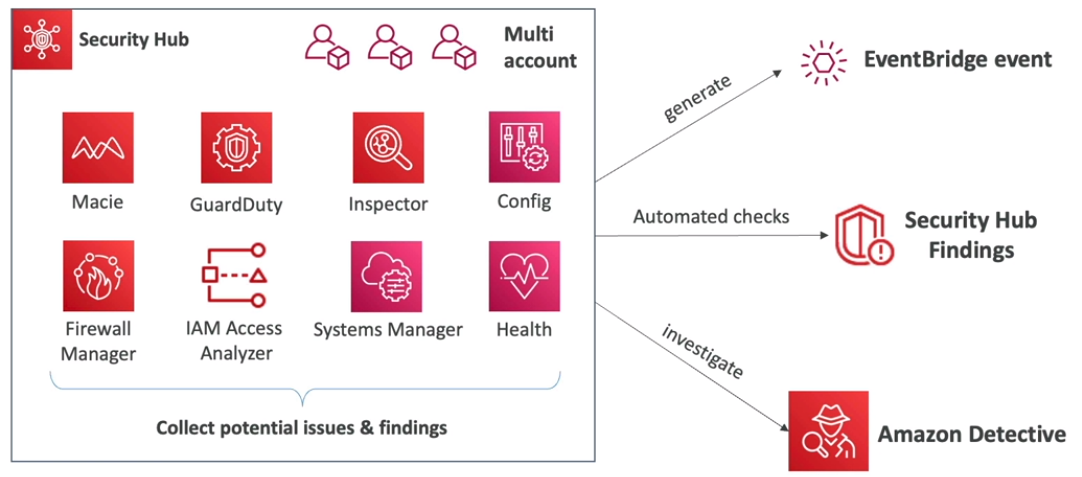 Security Hub
Multi
account
Macie
GuardDuty
Inspector
Config
Firewall
Manager
IAM Access
Analyzer
Systems Manager
Health
Collect potential issues & findings
generate
EventBridge event
Automated checks
Security Hub
Findings
investigate
Amazon Detective